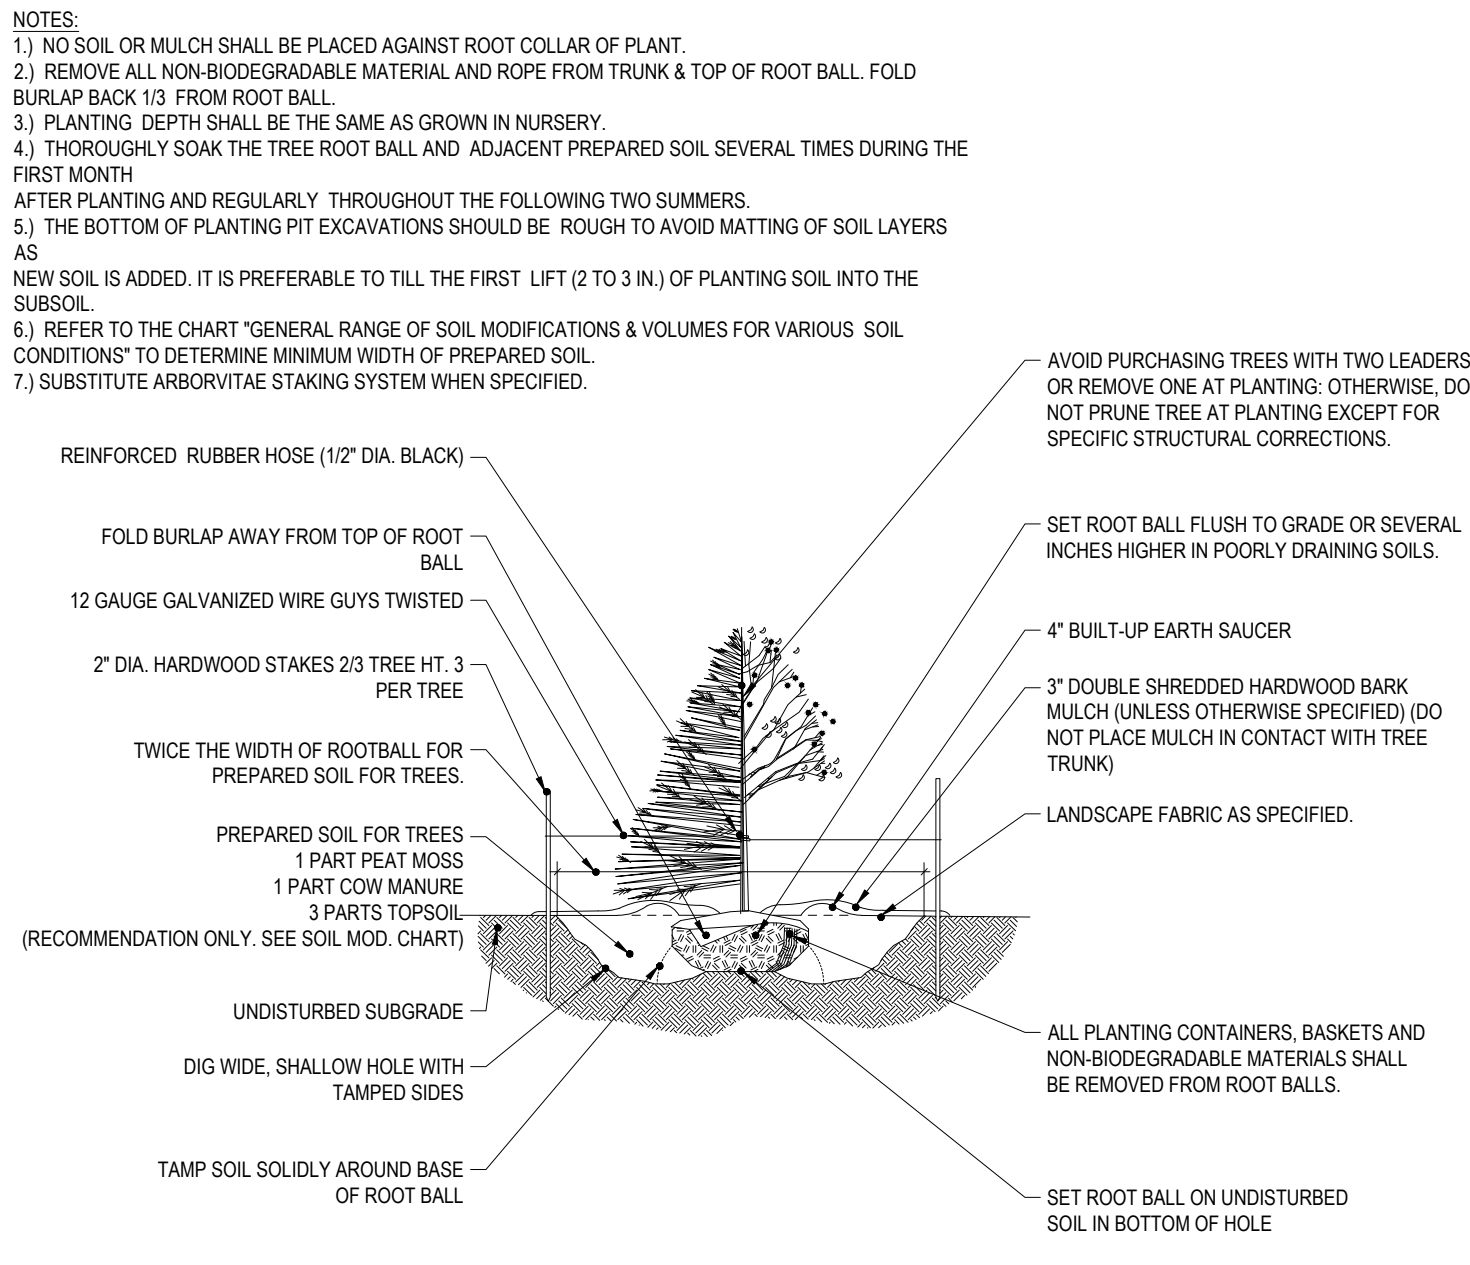 NOTES:
1.) NO SOIL OR MULCH SHALL BE PLACED AGAINST ROOT COLLAR OF PLANT.
2.) REMOVE ALL NON-BIODEGRADABLE MATERIAL AND ROPE FROM TRUNK & TOP OF ROOT BALL. FOLD
BURLAP BACK 1/3 FROM ROOT BALL.
3.) PLANTING DEPTH SHALL BE THE SAME AS GROWN IN NURSERY.
4.) THOROUGHLY SOAK THE TREE ROOT BALL AND ADJACENT PREPARED SOIL SEVERAL TIMES DURING THE
FIRST MONTH
AFTER PLANTING AND REGULARLY THROUGHOUT THE FOLLOWING TWO SUMMERS.
5.) THE BOTTOM OF PLANTING PIT EXCAVATIONS SHOULD BE ROUGH TO AVOID MATTING OF SOIL LAYERS
AS
NEW SOIL IS ADDED. IT IS PREFERABLE TO TILL THE FIRST LIFT (2 TO 3 IN.) OF PLANTING SOIL INTO THE
SUBSOIL.
6.) REFER TO THE CHART "GENERAL RANGE OF SOIL MODIFICATIONS & VOLUMES FOR VARIOUS SOIL
CONDITIONS" TO DETERMINE MINIMUM WIDTH OF PREPARED SOIL.
7.) SUBSTITUTE ARBORVITAE STAKING SYSTEM WHEN SPECIFIED.
REINFORCED RUBBER HOSE (1/2" DIA. BLACK)
FOLD BURLAP AWAY FROM TOP OF ROOT
BALL
12 GAUGE GALVANIZED WIRE GUYS TWISTED
2" DIA. HARDWOOD STAKES 2/3 TREE HT. 3
PER TREE
TWICE THE WIDTH OF ROOTBALL FOR
PREPARED SOIL FOR TREES.
PREPARED SOIL FOR TREES
1 PART PEAT MOSS
1 PART COW MANURE
3 PARTS TOPSOIL
(RECOMMENDATION ONLY. SEE SOIL MOD. CHART)
UNDISTURBED SUBGRADE
DIG WIDE, SHALLOW HOLE WITH
TAMPED SIDES
TAMP SOIL SOLIDLY AROUND BASE
OF ROOT BALL
AVOID PURCHASING TREES WITH TWO LEADERS
OR REMOVE ONE AT PLANTING: OTHERWISE, DO
NOT PRUNE TREE AT PLANTING EXCEPT FOR
SPECIFIC STRUCTURAL CORRECTIONS.
SET ROOT BALL FLUSH TO GRADE OR SEVERAL
INCHES HIGHER IN POORLY DRAINING SOILS.
4" BUILT-UP EARTH SAUCER
3" DOUBLE SHREDDED HARDWOOD BARK
MULCH (UNLESS OTHERWISE SPECIFIED) (DO
NOT PLACE MULCH IN CONTACT WITH TREE
TRUNK)
LANDSCAPE FABRIC AS SPECIFIED.
ALL PLANTING CONTAINERS, BASKETS AND
NON-BIODEGRADABLE MATERIALS SHALL
BE REMOVED FROM ROOT BALLS.
SET ROOT BALL ON UNDISTURBED
SOIL IN BOTTOM OF HOLE